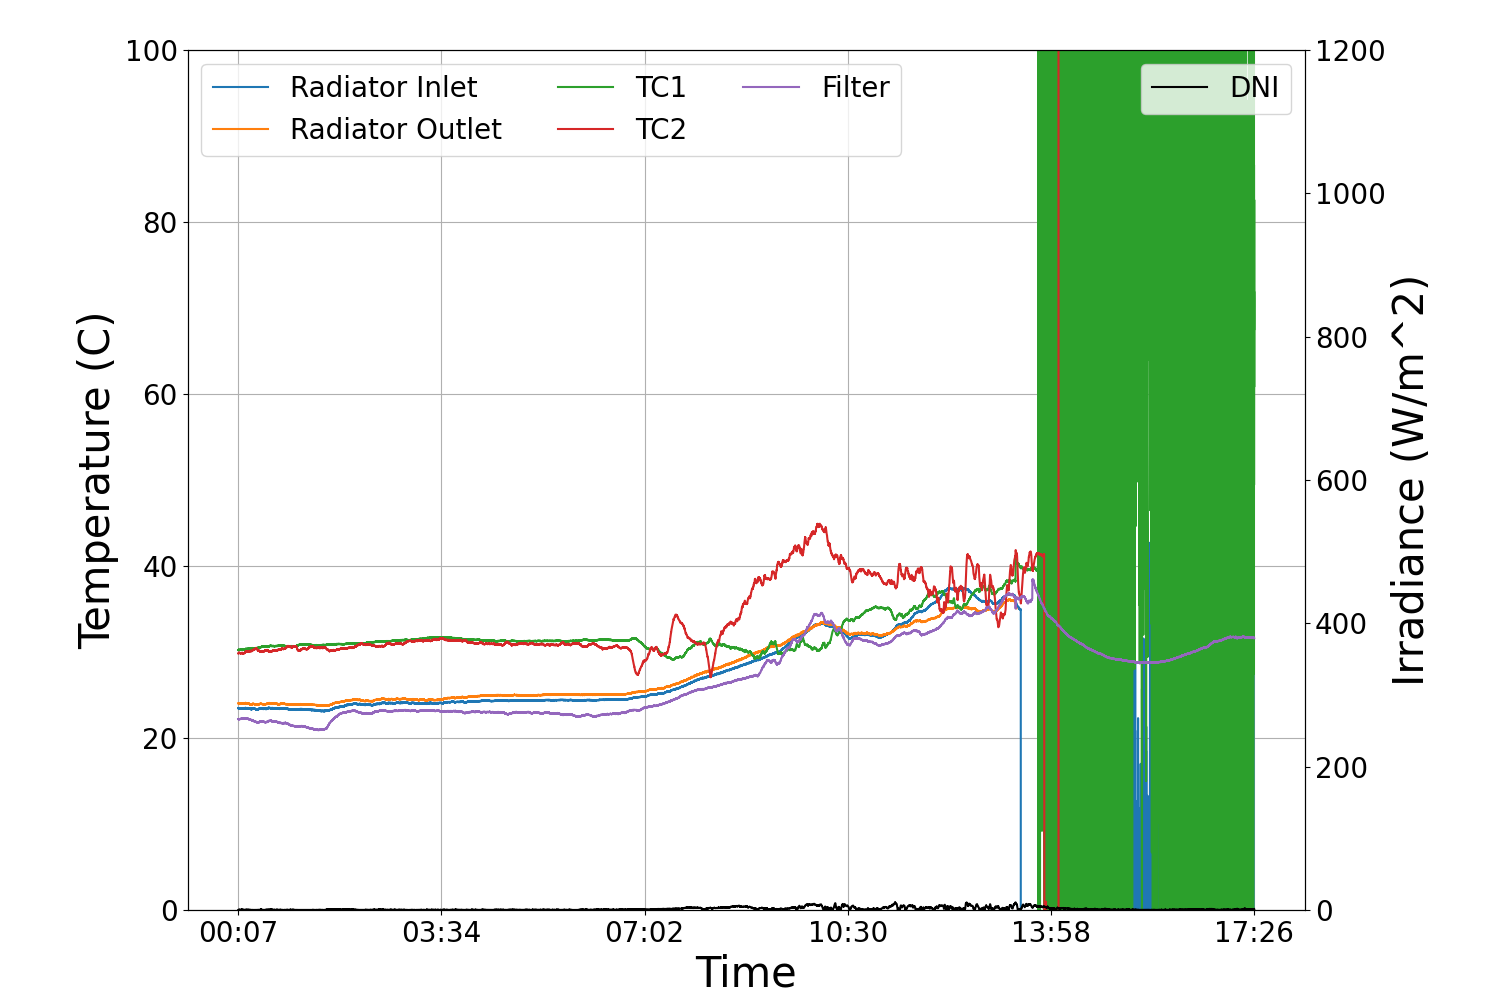 Radiator Inlet
Radiator Outlet
TC1
TC2
Filter
DNI
100
80
60
40
20
0
Temperature (C)
1200
1000
800
600
400
200
0
Irradiance (W/m^2)
00:07 03:34 07:02 10:30 13:58 17:26
Time